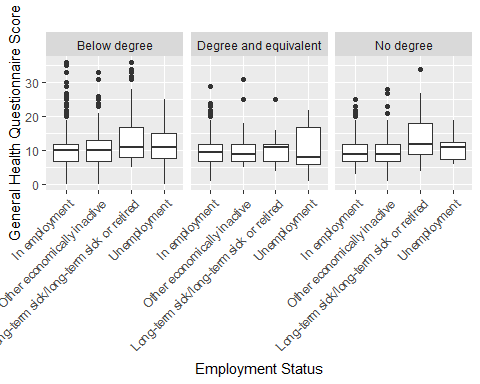 General Health Questionnaire Score
Below degree
Degree and equivalent
No degree
30
20
10
0
In employment
Other economically inactive
Long-term sick/long-term sick or retired
Unemployment
In employment
Other economically inactive
Long-term sick/long-term sick or retired
Unemployment
In employment
Other economically inactive
Long-term sick/long-term sick or retired
Unemployment
Employment Status